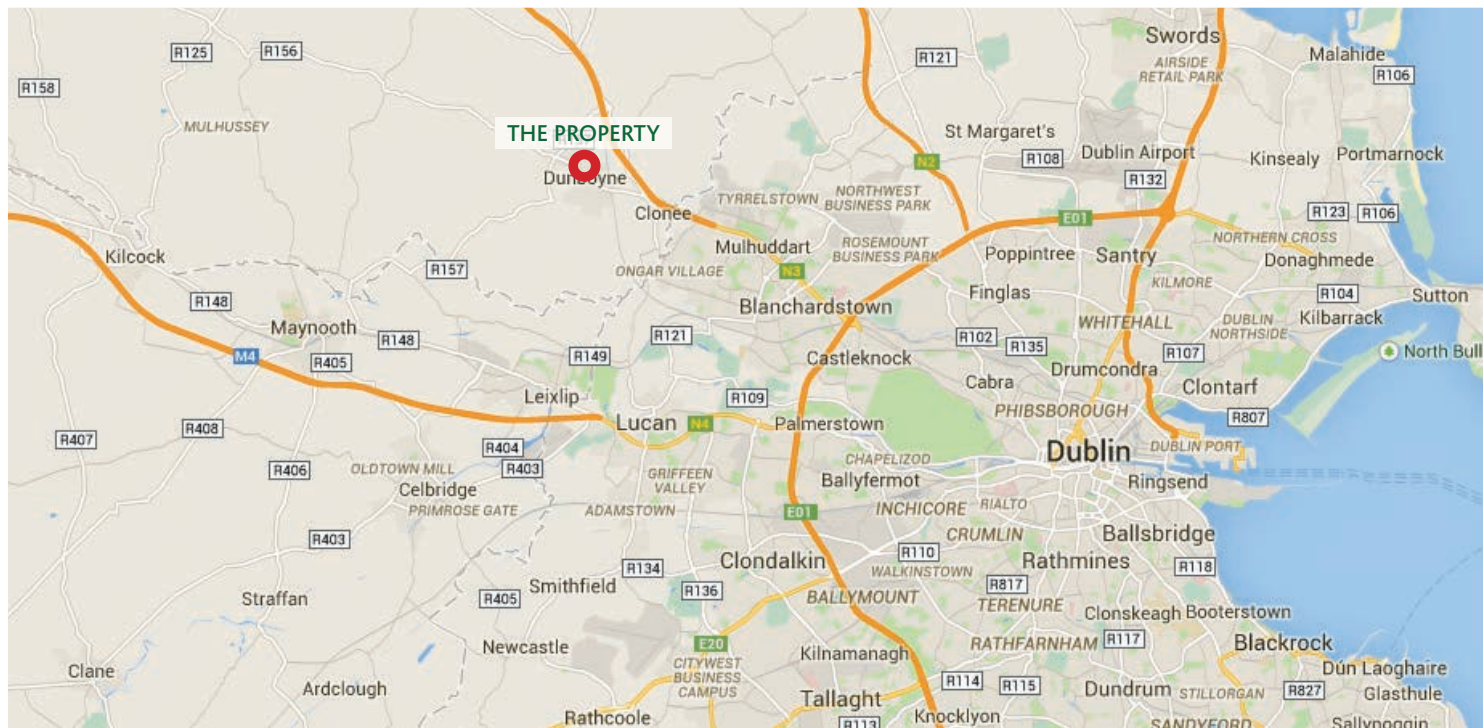 Swords
Malahide
R125
R156
R121
AIRSIDE
RETAIL PARK
R106
R158
MULHUSSEY
THE PROPERTY
St Margaret's
R108
Dublin Airport
Kinsealy
Portmarnock
N2
Dunboyne
R132
TYRRELSTOWN
NORTHWEST
BUSINESS PARK
Clonee
E01
R123
R106
Mulhuddart
ROSEMOUNT
BUSINESS PARK
Poppintree
Santry
NORTHERN CROSS
Donaghmede
Kilcock
R157
ONGAR VILLAGE
N3
KILMORE
R148
Blanchardstown
Finglas
R104
Sutton
Maynooth
R148
R121
R102
R135
WHITEHALL
DUBLIN
NORTHSIDE
Kilbarrack
M4
R405
R149
Castleknock
Drumcondra
R107
North Bull
Leixlip
R109
Cabra
Clontarf
R407
R408
Lucan
N4
Palmerstown
PHIBSBOROUGH
R807
R404
Dublin
DUBLIN PORT
R406
OLDTOWN MILL
R403
GRIFFEEN
VALLEY
CHAPELIZOD
Celbridge
Ballyfermot
Ringsend
PRIMROSE GATE
ADAMSTOWN
E01
INCHICORE
RIALTO
R403
CRUMLIN
Ballsbridge
Clondalkin
R110
WALKINSTOWN
Rathmines
R118
R134
Smithfield
R136
R817
Straffan
R405
BALLYMOUNT
TERENURE
Clonskeagh
Booterstown
Newcastle
E20
RATHFARNHAM
R117
Blackrock
Kilnamanagh
CITYWEST
BUSINESS
CAMPUS
Dún Laoghaire
Clane
Ardclough
R114
R115
Dundrum
STILLORGAN
R827
Glasthule
Tallaght
Rathcoole
R113
Knocklyon
SANDYFORD
Sallynoggin